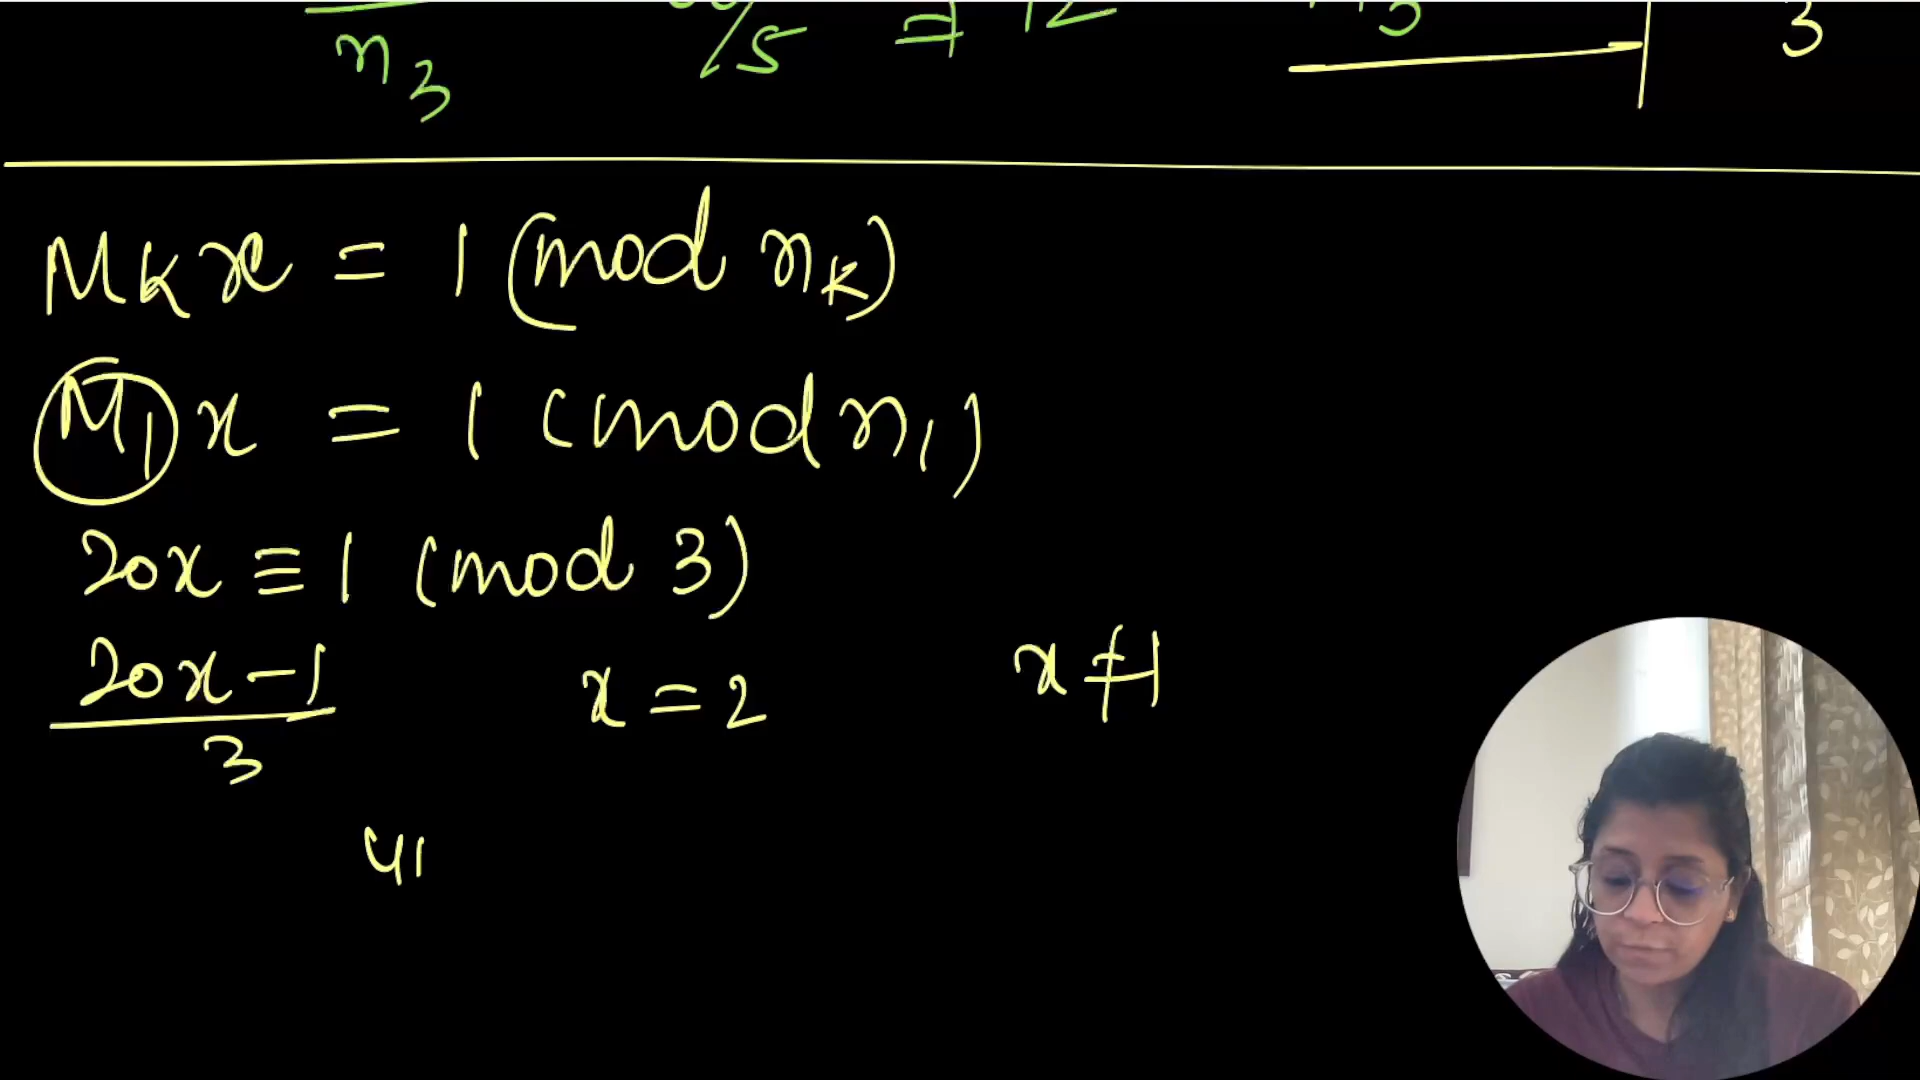 n₃ /5 = 12 3
Mₖx = 1 (mod nₖ)
M₁x = 1 (mod n₁)
20x ≡ 1 (mod 3)
20x - 1 / 3 x = 2 x ≠ 1
41